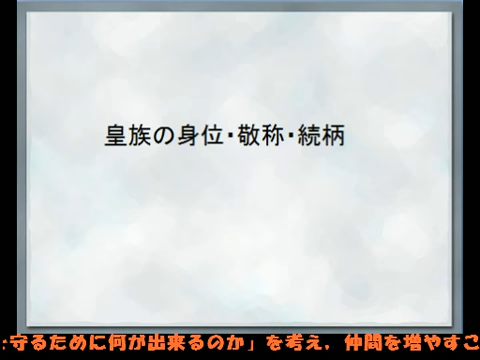 皇族の身位・敬称・続柄
守るために何が出来るのか」を考え，仲間を増やすこ